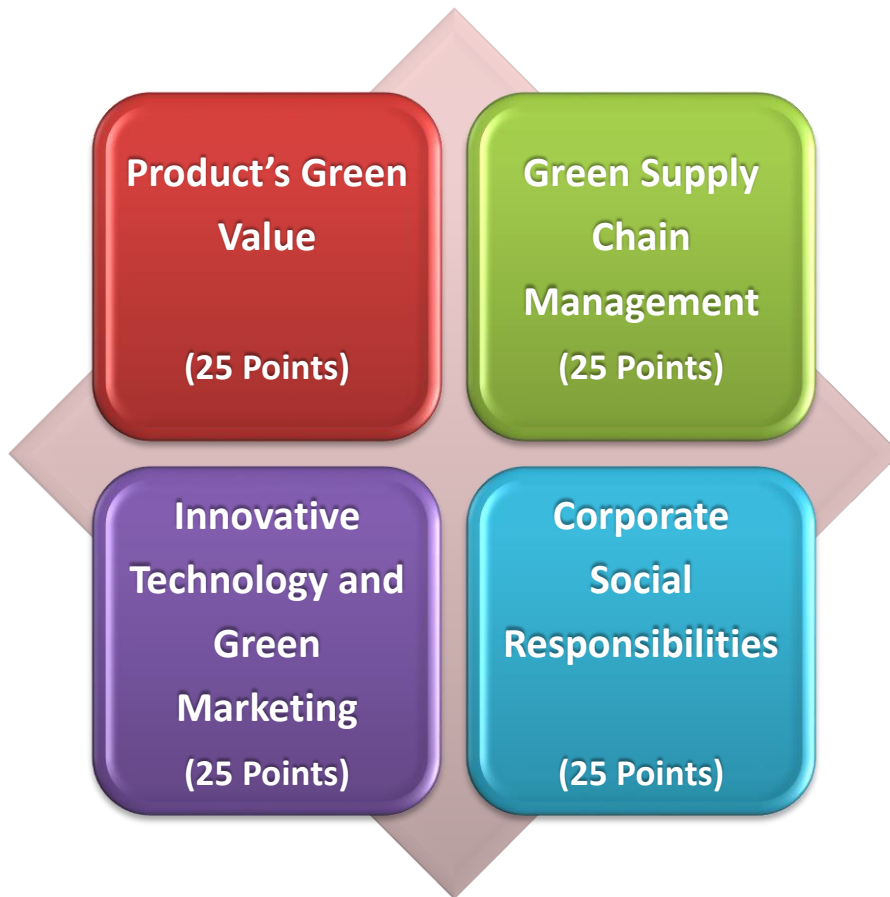 Product’s Green
Value
(25 Points)
Green Supply
Chain
Management
(25 Points)
Innovative
Technology and
Green
Marketing
(25 Points)
Corporate
Social
Responsibilities
(25 Points)